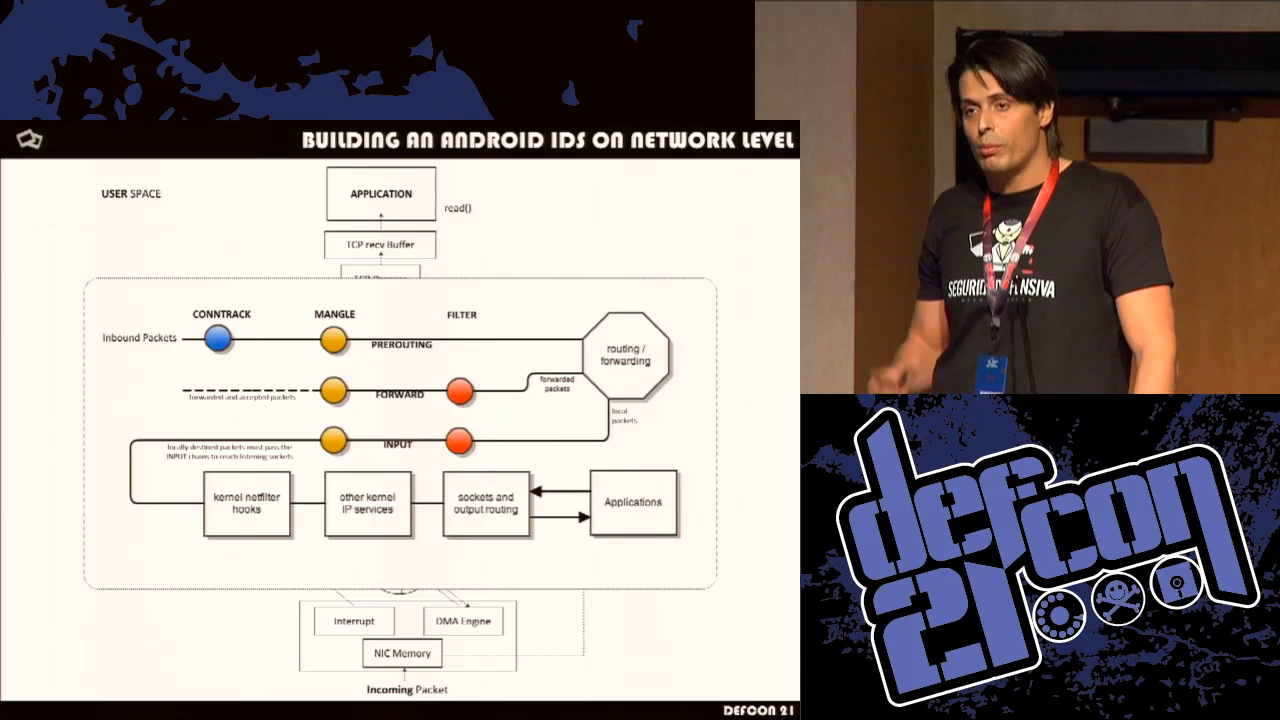 BUILDING AN ANDROID IDS ON NETWORK LEVEL
USER SPACE
APPLICATION
read()
TCP recv Buffer
CONNTRACK
MANGLE
FILTER
Inbound Packets
PREROUTING
routing /
forwarding
forwarded
packets
FORWARD
forwarded and accepted packets
local
packets
INPUT
locally destined packets must pass the
INPUT chains to reach listening sockets
kernel netfilter
hooks
other kernel
IP services
sockets and
output routing
Applications
Interrupt
DMA Engine
NIC Memory
Incoming Packet
DEFCON 21
defcon
21